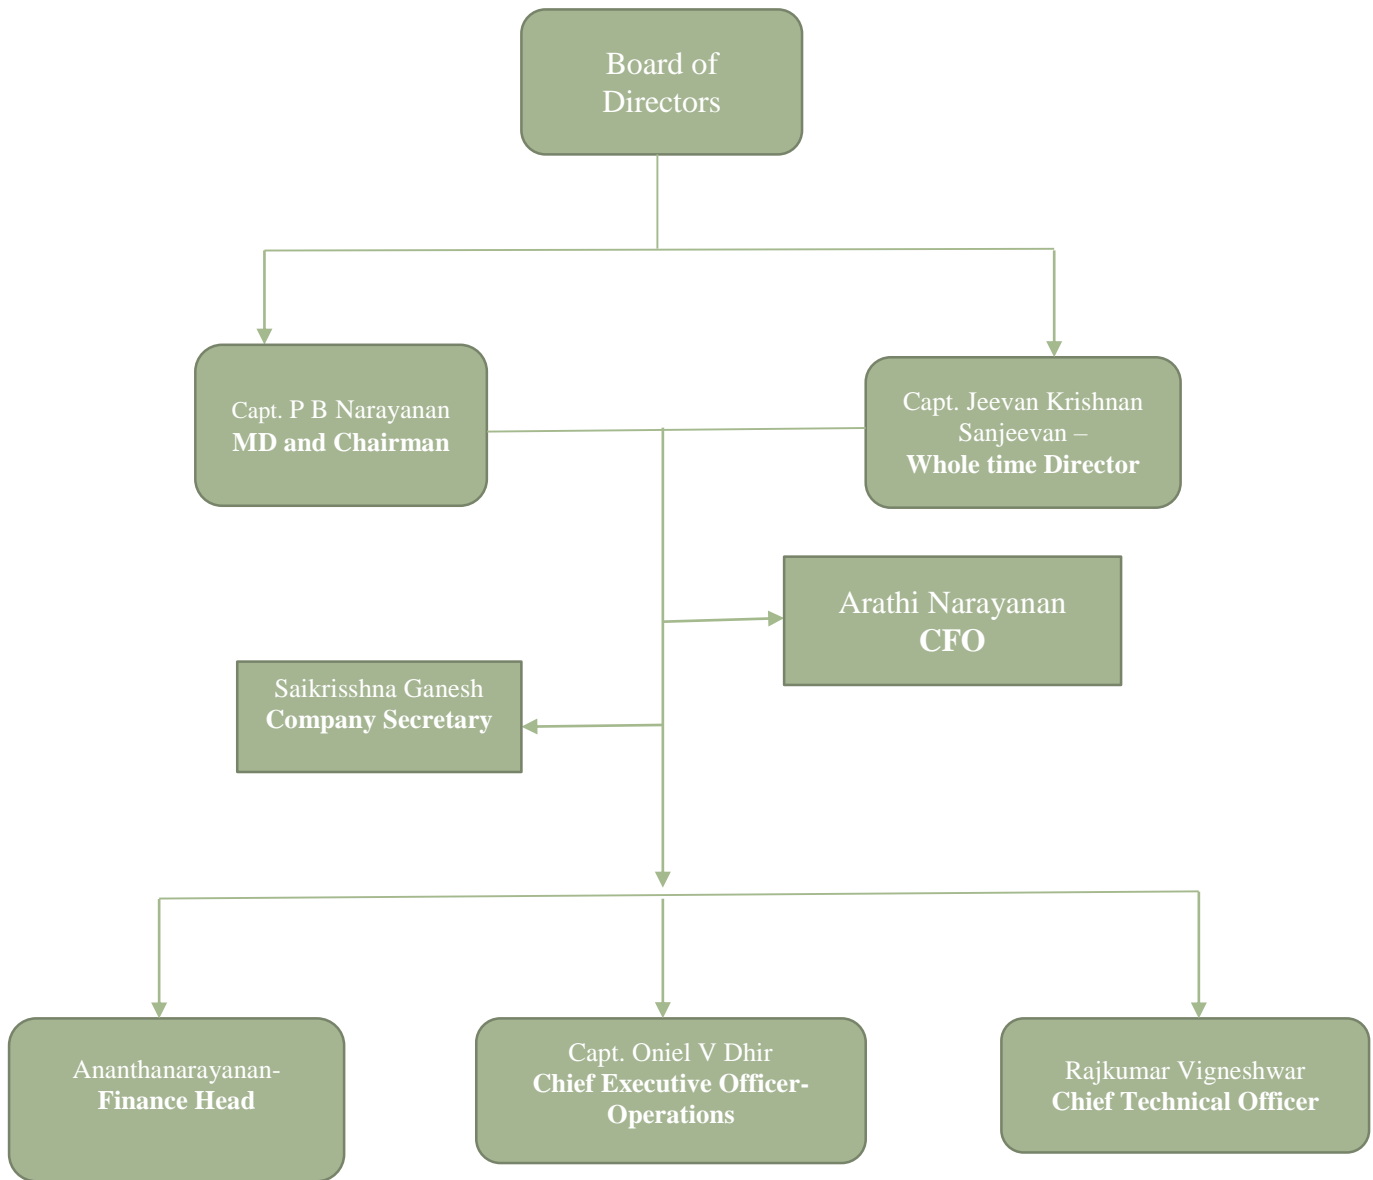 Board of
Directors
Capt. P B Narayanan
MD and Chairman
Capt. Jeevan Krishnan
Sanjeevan –
Whole time Director
Arathi Narayanan
CFO
Saikrisshna Ganesh
Company Secretary
Ananthanarayanan-
Finance Head
Capt. Oniel V Dhir
Chief Executive Officer-
Operations
Rajkumar Vigneshwar
Chief Technical Officer